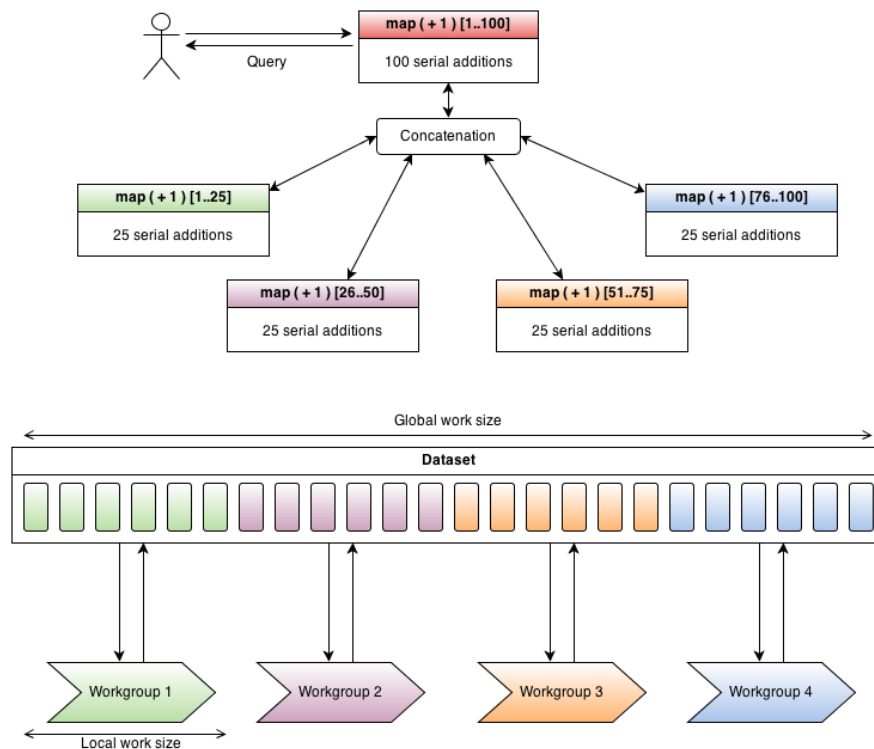 map ( + 1 ) [1..100]
Query
100 serial additions
Concatenation
map ( + 1 ) [1..25]
25 serial additions
map ( + 1 ) [76..100]
25 serial additions
map ( + 1 ) [26..50]
25 serial additions
map ( + 1 ) [51..75]
25 serial additions
Global work size
Dataset
Workgroup 1
Workgroup 2
Workgroup 3
Workgroup 4
Local work size